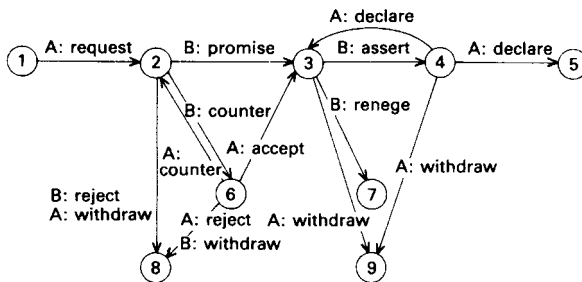 A: declare
A: request
B: promise
B: assert
A: declare
1
2
3
4
5
B: counter
B: renege
A: accept
A:
counter
A: withdraw
6
7
B: reject
A: withdraw
A: reject
B: withdraw
A: withdraw
8
9